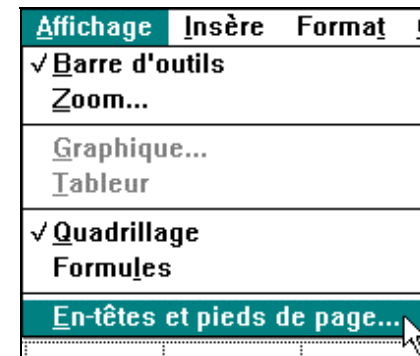 Affichage Insère Format
✓ Barre d'outils
Zoom...
Graphique...
Tableur
✓ Quadrillage
Formules
En-têtes et pieds de page...